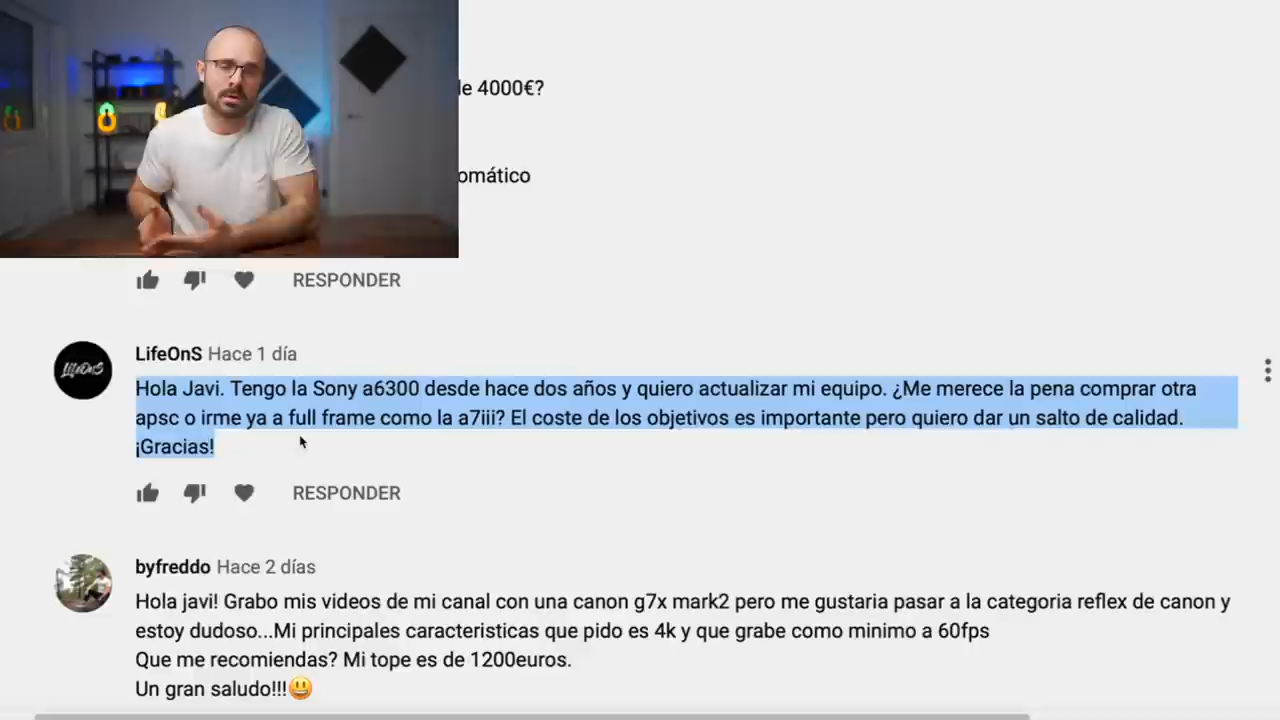 le 4000€?
omático
RESPONDER
LifeOnS Hace 1 día
Hola Javi. Tengo la Sony a6300 desde hace dos años y quiero actualizar mi equipo. ¿Me merece la pena comprar otra
apsc o irme ya a full frame como la a7iii? El coste de los objetivos es importante pero quiero dar un salto de calidad.
¡Gracias!
RESPONDER
byfreddo Hace 2 días
Hola javi! Grabo mis videos de mi canal con una canon g7x mark2 pero me gustaria pasar a la categoria reflex de canon y
estoy dudoso...Mi principales caracteristicas que pido es 4k y que grabe como minimo a 60fps
Que me recomiendas? Mi tope es de 1200euros.
Un gran saludo!!!😃